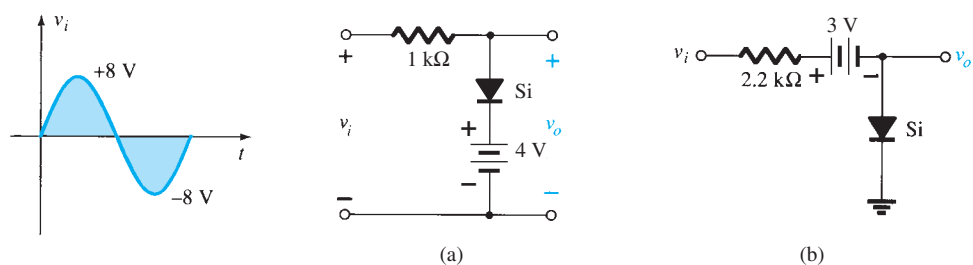 v_i
+8 V
t
−8 V
+
1 kΩ
+
Si
v_i
+
v_o
4 V
−
−
−
(a)
3 V
v_i
2.2 kΩ
+
−
v_o
Si
(b)